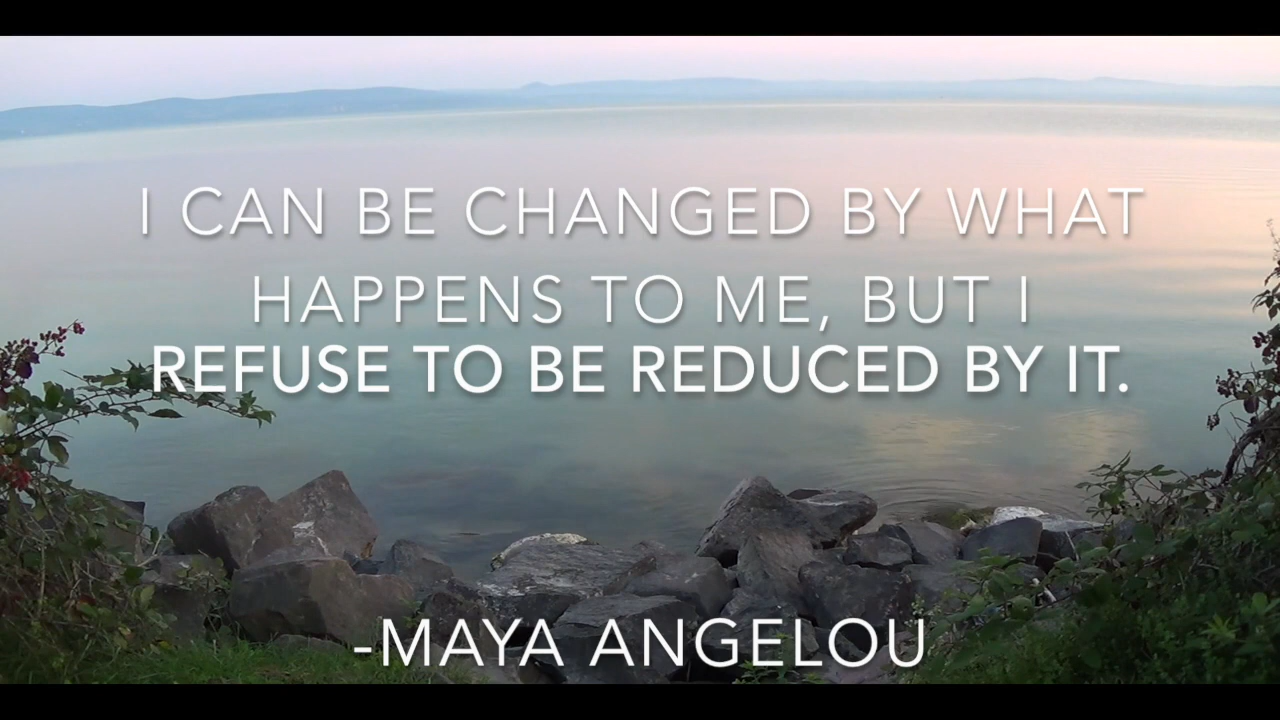 I CAN BE CHANGED BY WHAT
HAPPENS TO ME, BUT I
REFUSE TO BE REDUCED BY IT.
-MAYA ANGELOU